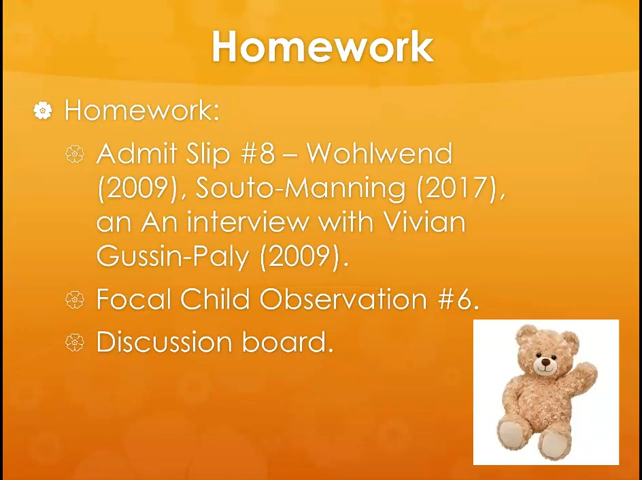 Homework
Homework:
Admit Slip #8 – Wohlwend
(2009), Souto-Manning (2017),
an An interview with Vivian
Gussin-Paly (2009).
Focal Child Observation #6.
Discussion board.